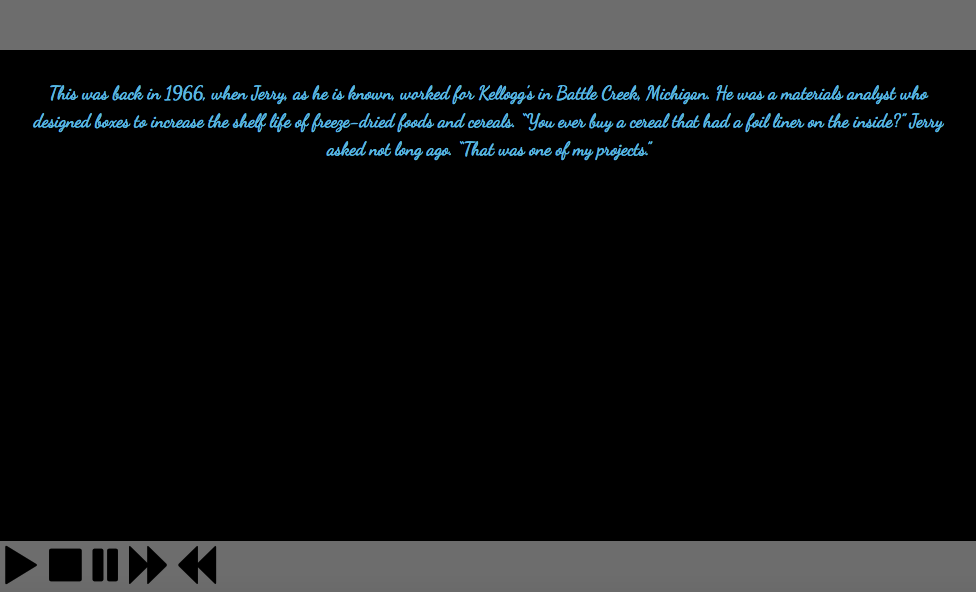 This was back in 1966, when Jerry, as he is known, worked for Kellogg's in Battle Creek, Michigan. He was a materials analyst who
designed boxes to increase the shelf life of freeze-dried foods and cereals. “You ever buy a cereal that had a foil liner on the inside?” Jerry
asked not long ago. “That was one of my projects.”